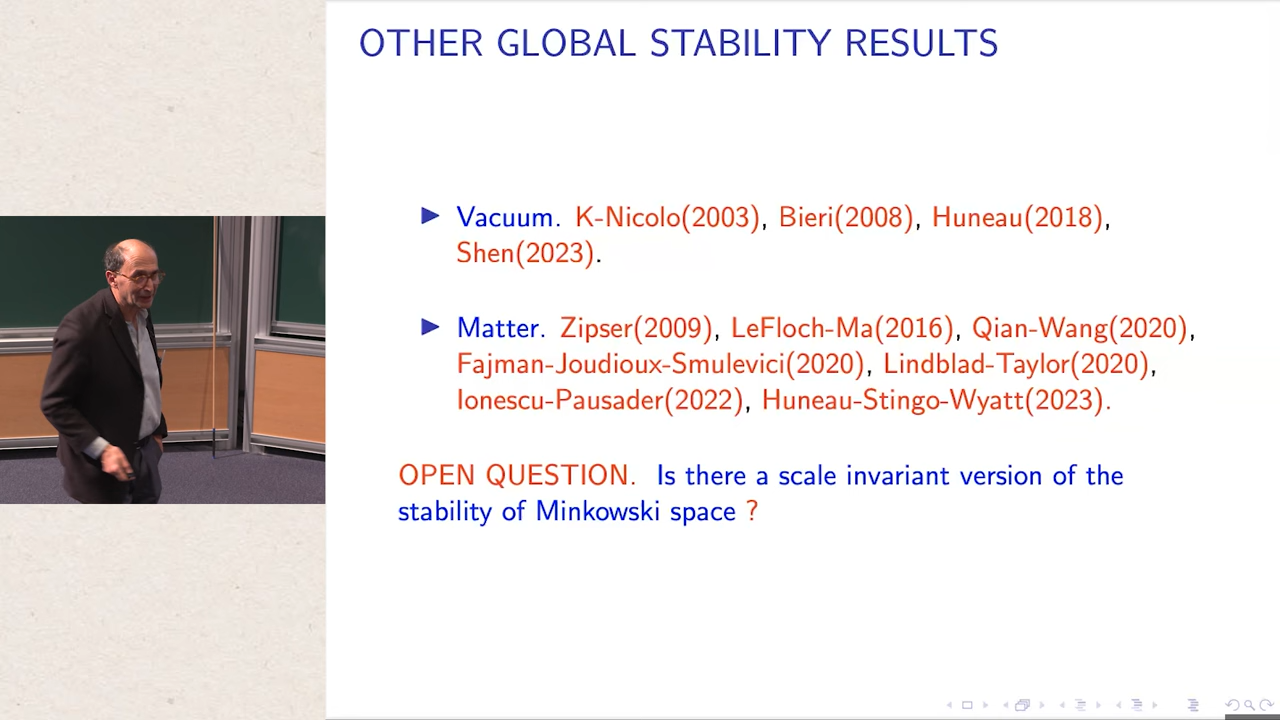 OTHER GLOBAL STABILITY RESULTS
▶ Vacuum. K-Nicolo(2003), Bieri(2008), Huneau(2018),
Shen(2023).
▶ Matter. Zipser(2009), LeFloch-Ma(2016), Qian-Wang(2020),
Fajman-Joudioux-Smulevici(2020), Lindblad-Taylor(2020),
Ionescu-Pausader(2022), Huneau-Stingo-Wyatt(2023).
OPEN QUESTION. Is there a scale invariant version of the
stability of Minkowski space ?